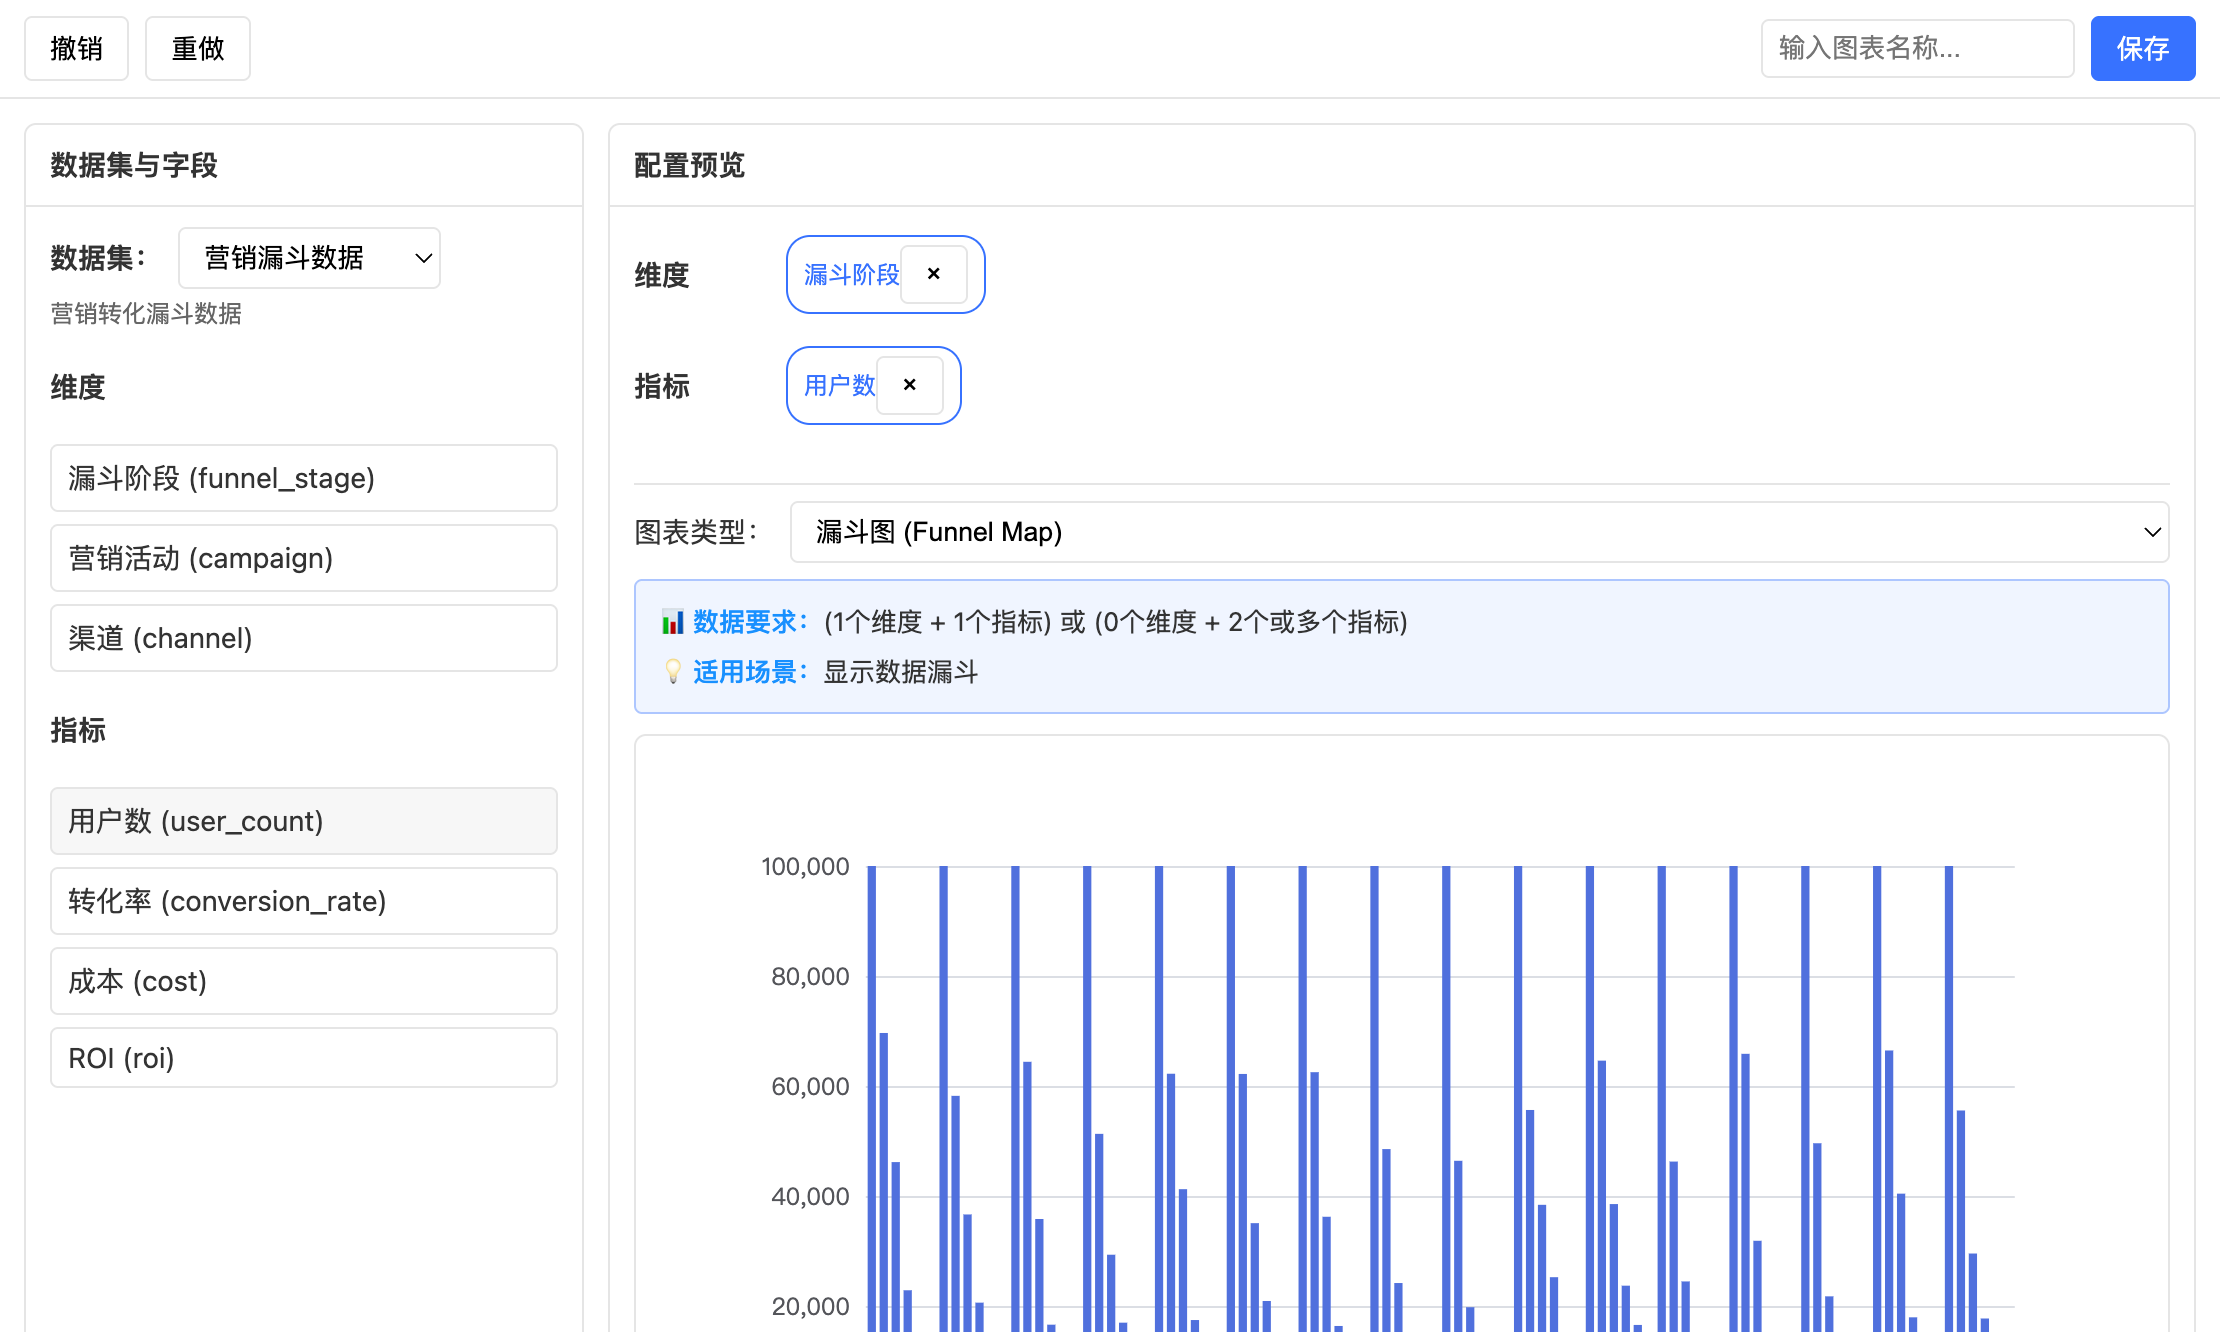 撤销 重做 输入图表名称... 保存
数据集与字段
数据集： 营销漏斗数据
营销转化漏斗数据
维度
漏斗阶段 (funnel_stage)
营销活动 (campaign)
渠道 (channel)
指标
用户数 (user_count)
转化率 (conversion_rate)
成本 (cost)
ROI (roi)
配置预览
维度 漏斗阶段 ×
指标 用户数 ×
图表类型： 漏斗图 (Funnel Map)
数据要求： (1个维度 + 1个指标) 或 (0个维度 + 2个或多个指标)
适用场景： 显示数据漏斗
100,000
80,000
60,000
40,000
20,000